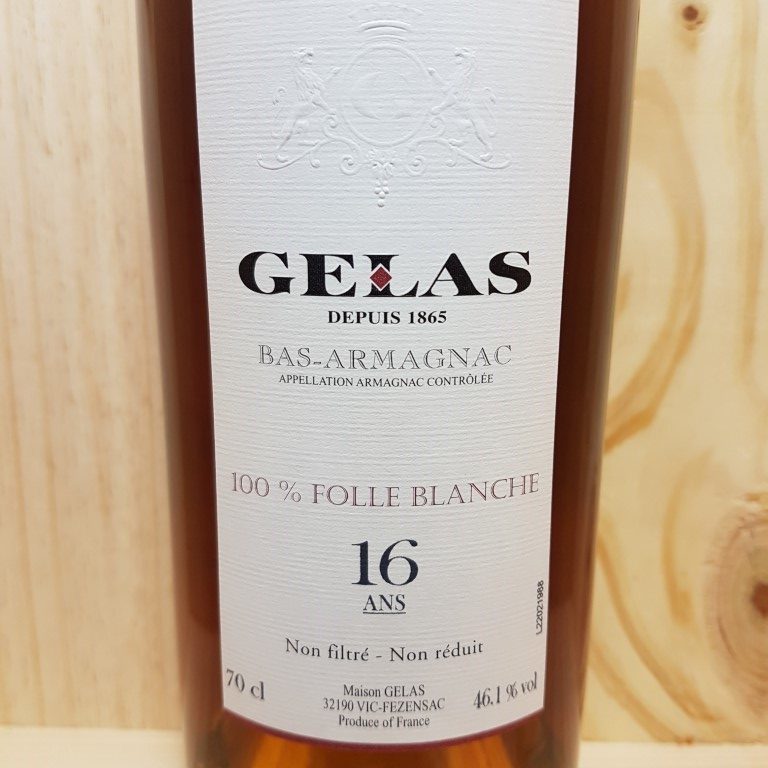 GELAS
DEPUIS 1865
BAS-ARMAGNAC
APPELLATION ARMAGNAC CONTRÔLÉE
100 % FOLLE BLANCHE
16
ANS
L22021988
Non filtré - Non réduit
70 cl
Maison GELAS
32190 VIC-FEZENSAC
Produce of France
46.1 % vol